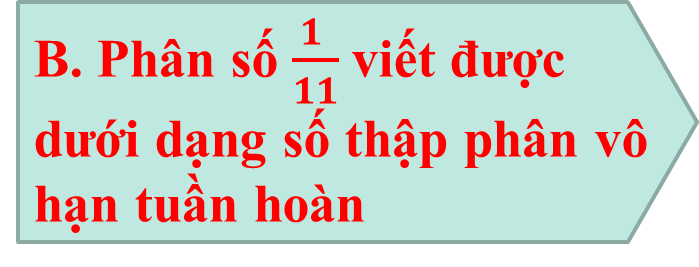 B. Phân số 1/11 viết được
dưới dạng số thập phân vô
hạn tuần hoàn